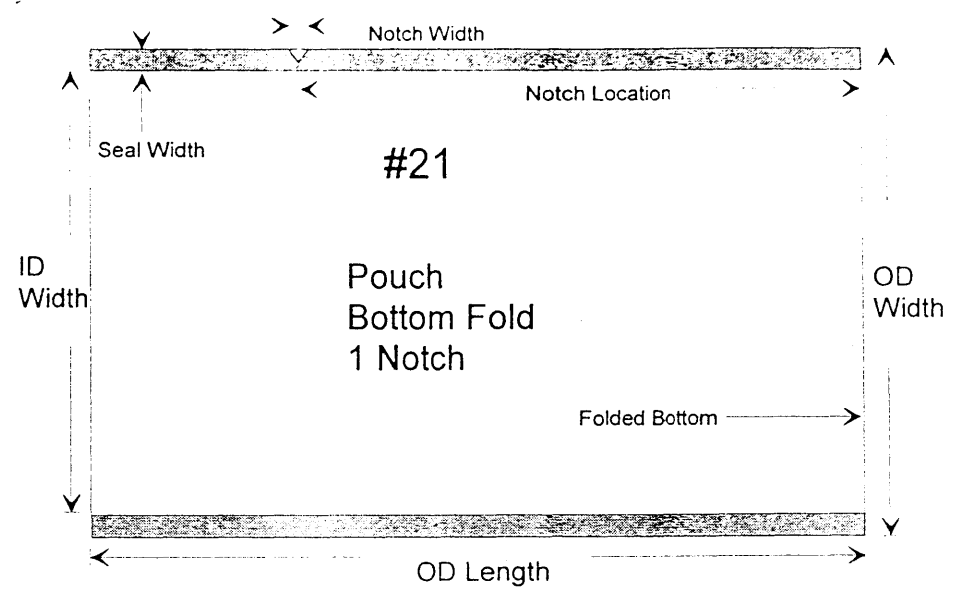 Notch Width
Notch Location
Seal Width
#21
ID
Width
Pouch
Bottom Fold
1 Notch
OD
Width
Folded Bottom
OD Length